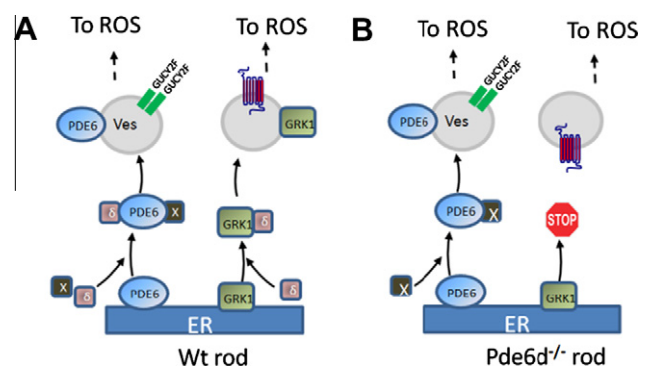 A
To ROS
To ROS
GUCY2F
GUCY2F
PDE6
Ves
GRK1
δ
PDE6
X
GRK1
δ
X
δ
PDE6
GRK1
δ
ER
Wt rod
B
To ROS
To ROS
GUCY2F
GUCY2F
PDE6
Ves
PDE6
X
STOP
X
PDE6
GRK1
ER
Pde6d-/- rod